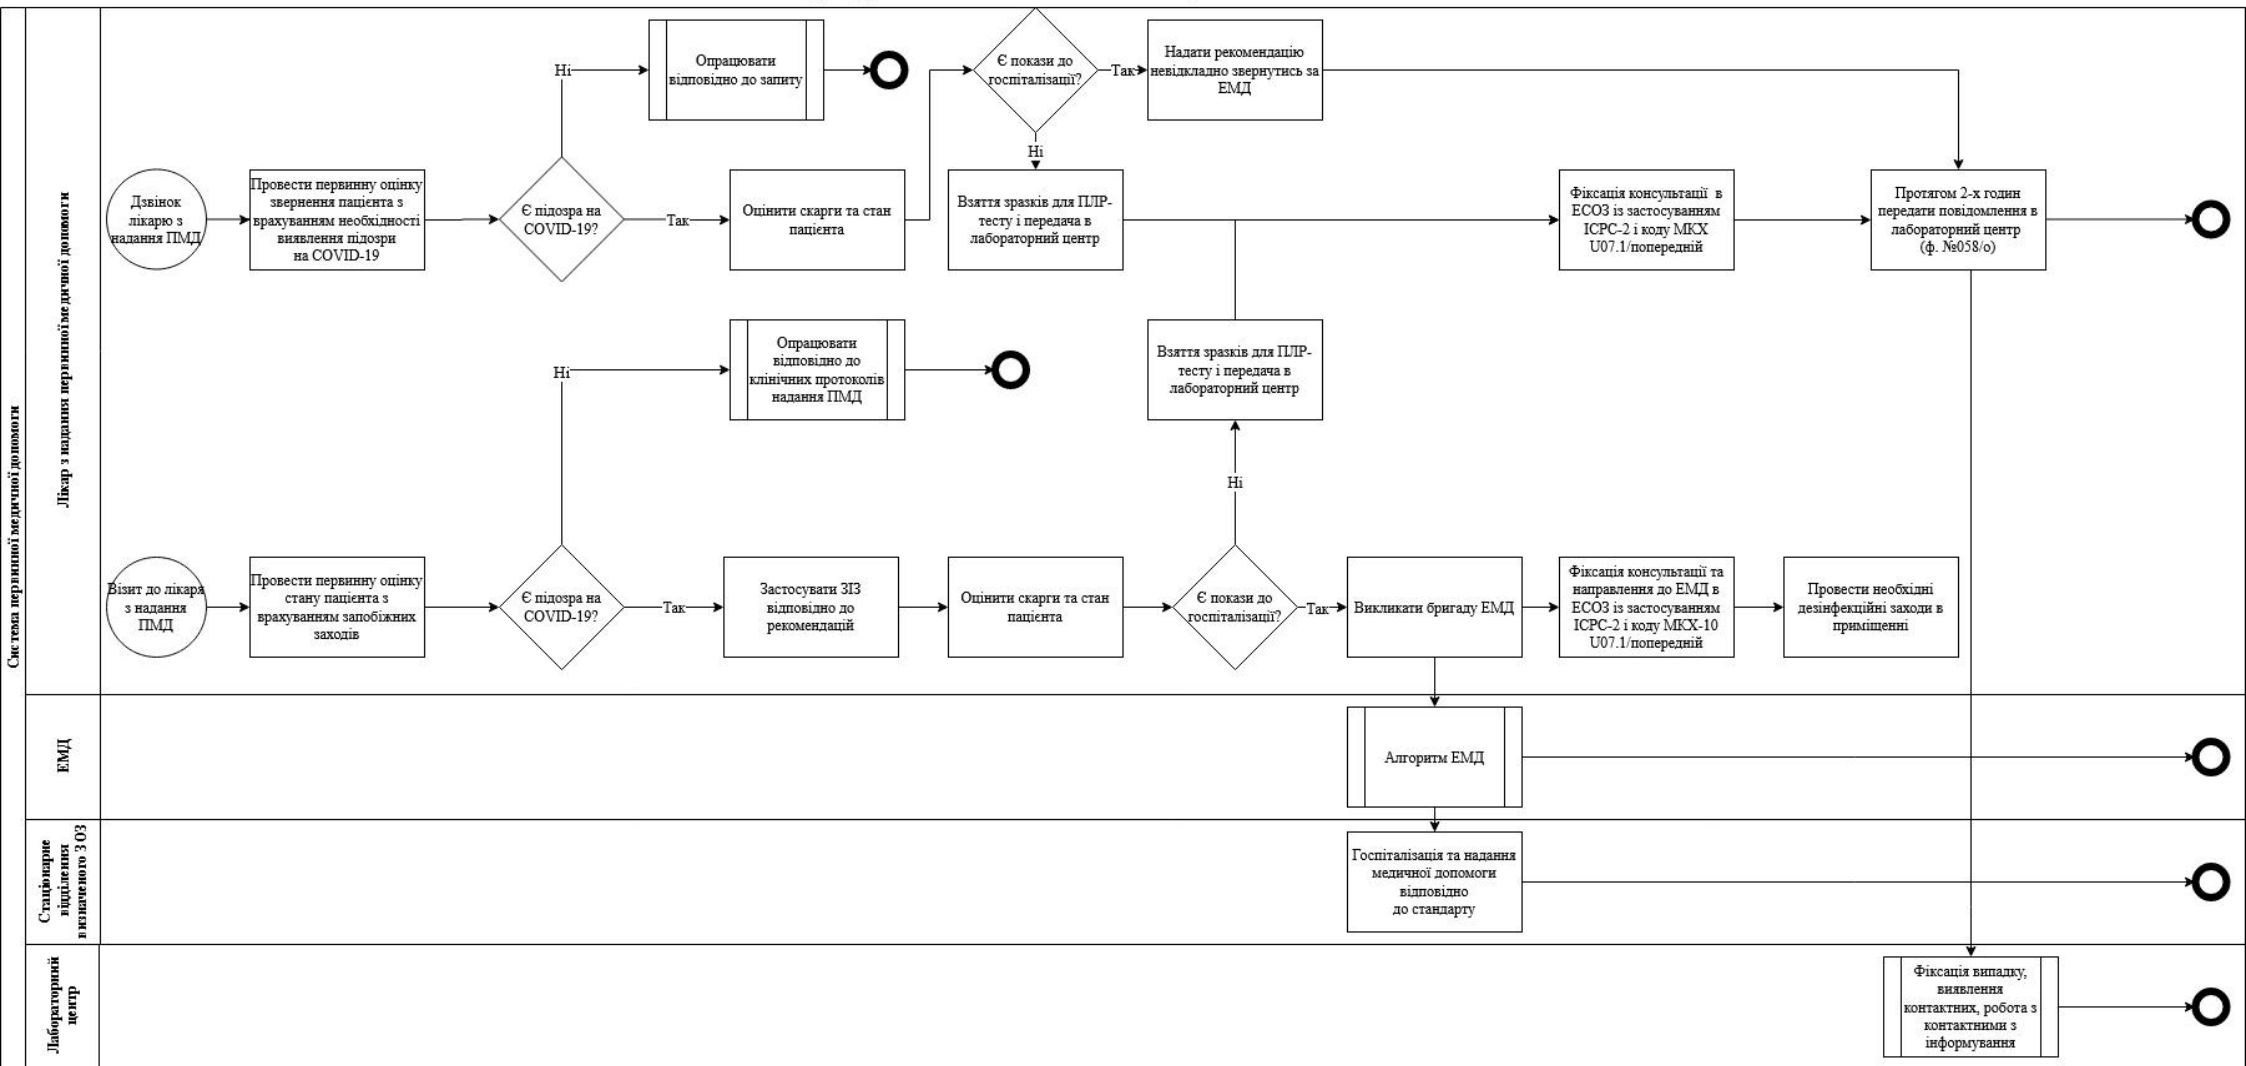 Система первинної медичної допомоги
Лікар з надання первинної медичної допомоги
Дзвінок
лікарю з
надання ПМД
Провести первинну оцінку
звернення пацієнта з
врахуванням необхідності
виявлення підозри
на COVID-19
Є підозра на
COVID-19?
Ні
Опрацювати
відповідно до запиту
Так
Оцінити скарги та стан
пацієнта
Є покази до
госпіталізації?
Так
Надати рекомендацію
невідкладно звернутись за
ЕМД
Ні
Взяття зразків для ПЛР-
тесту і передача в
лабораторний центр
Фіксація консультації в
ЕСОЗ із застосуванням
ICPC-2 і коду МКХ
U07.1/попередній
Протягом 2-х годин
передати повідомлення в
лабораторний центр
(ф. №058/о)
Візит до лікаря
з надання
ПМД
Провести первинну оцінку
стану пацієнта з
врахуванням запобіжних
заходів
Є підозра на
COVID-19?
Ні
Опрацювати
відповідно до
клінічних протоколів
надання ПМД
Так
Застосувати ЗІЗ
відповідно до
рекомендацій
Оцінити скарги та стан
пацієнта
Є покази до
госпіталізації?
Ні
Взяття зразків для ПЛР-
тесту і передача в
лабораторний центр
Так
Викликати бригаду ЕМД
Фіксація консультації та
направлення до ЕМД в
ЕСОЗ із застосуванням
ICPC-2 і коду МКХ-10
U07.1/попередній
Провести необхідні
дезінфекційні заходи в
приміщенні
ЕМД
Алгоритм ЕМД
Стаціонарне
відділення
визначеного ЗОЗ
Госпіталізація та надання
медичної допомоги
відповідно
до стандарту
Лабораторний
центр
Фіксація випадку,
виявлення
контактних, робота з
контактними з
інформування